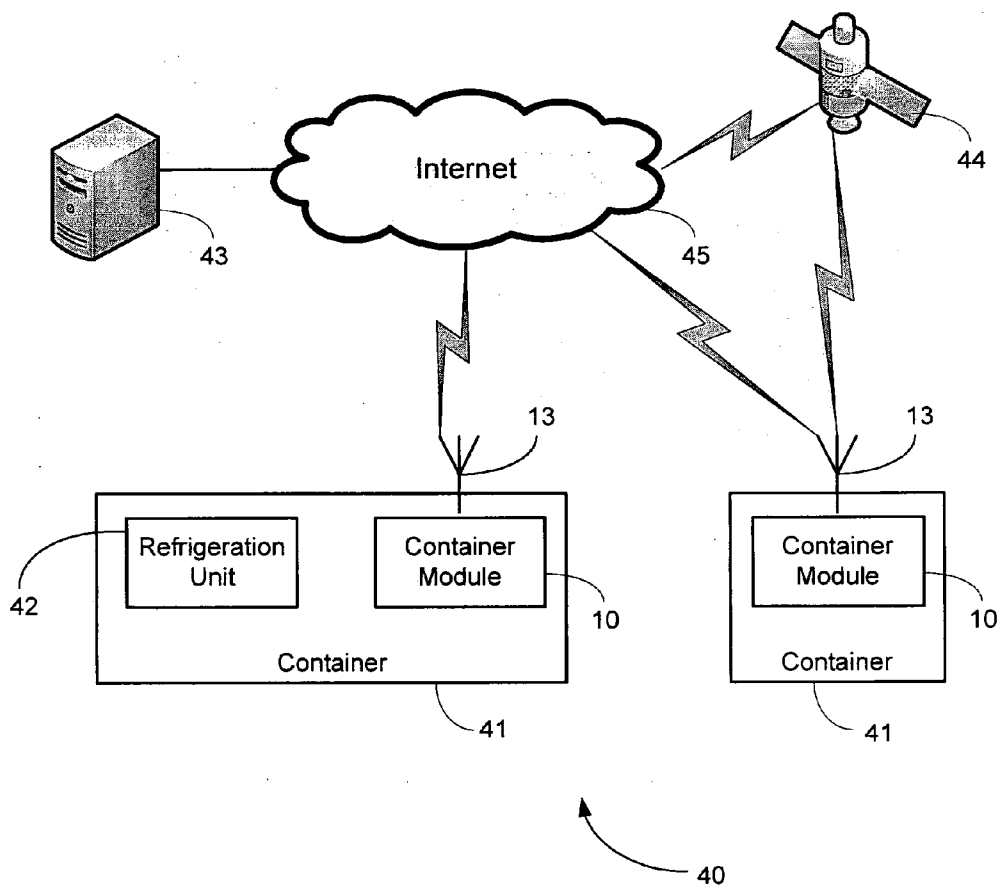 Internet
44
43
45
13
13
Refrigeration
Unit
Container
Module
Container
Module
42
10
10
Container
Container
41
41
40